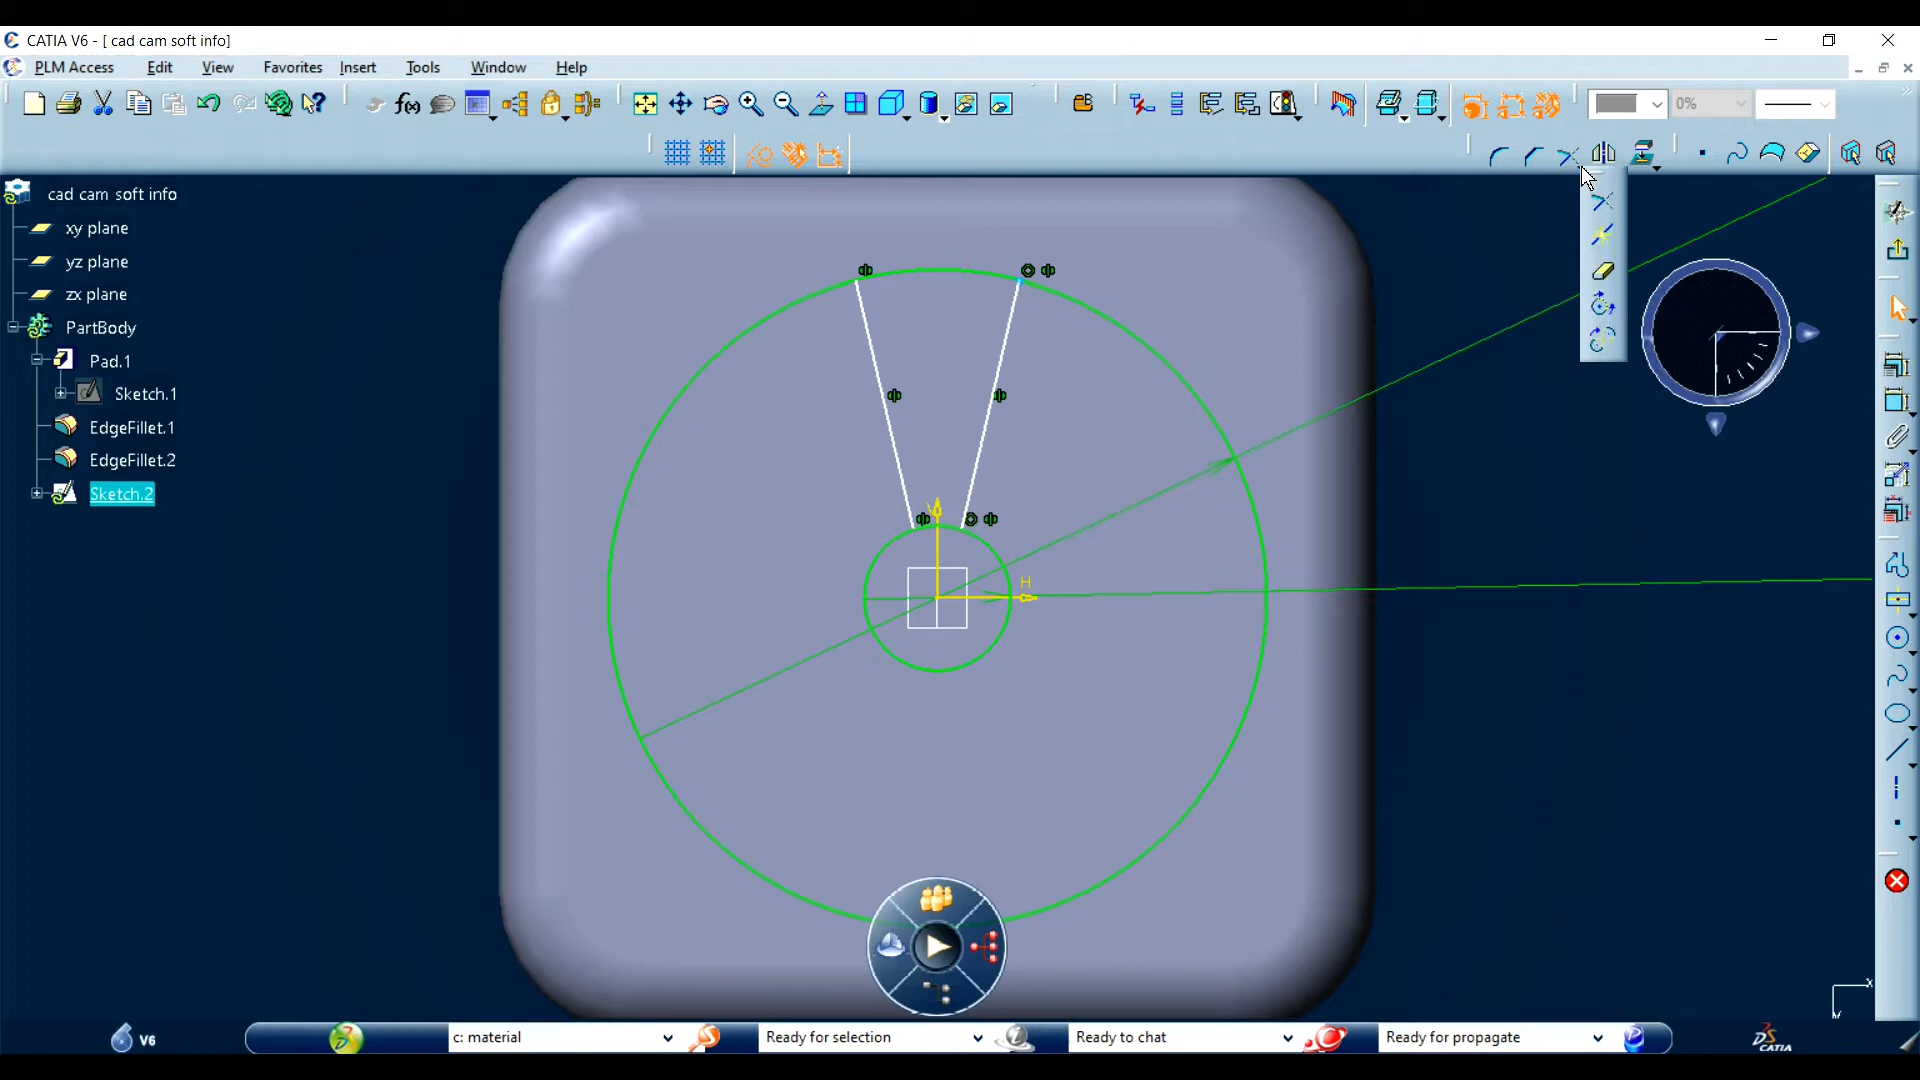 CATIA V6 - [ cad cam soft info]
PLM Access Edit View Favorites Insert Tools Window Help
f(x)
0%
cad cam soft info
xy plane
yz plane
zx plane
PartBody
Pad.1
Sketch.1
EdgeFillet.1
EdgeFillet.2
Sketch.2
V
H
x
y
V6
c: material
Ready for selection
Ready to chat
Ready for propagate
CATIA